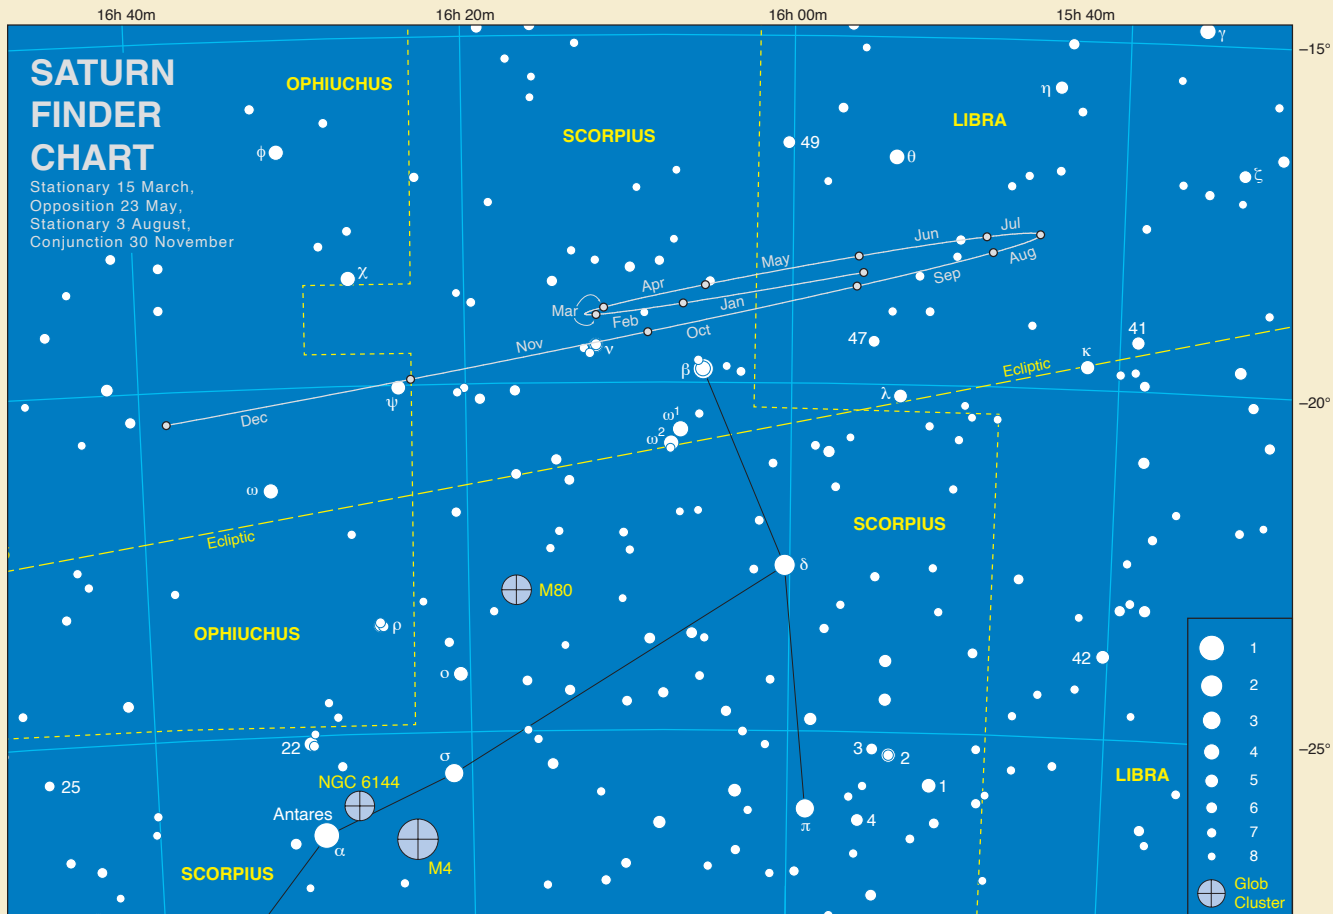 16h 40m
16h 20m
16h 00m
15h 40m
SATURN
FINDER
CHART
Stationary 15 March,
Opposition 23 May,
Stationary 3 August,
Conjunction 30 November
OPHIUCHUS
SCORPIUS
LIBRA
γ
–15°
η
49
θ
φ
ζ
χ
Jul
Jun
May
Aug
Sep
Apr
Jan
Mar
Feb
Oct
Nov
ν
47
41
κ
β
Ecliptic
ψ
λ
–20°
Dec
ω1
ω2
ω
Ecliptic
SCORPIUS
δ
M80
OPHIUCHUS
ρ
ο
42
1
2
3
4
5
6
7
8
Glob
Cluster
22
σ
3
2
–25°
NGC 6144
25
1
LIBRA
Antares
α
π
4
M4
SCORPIUS